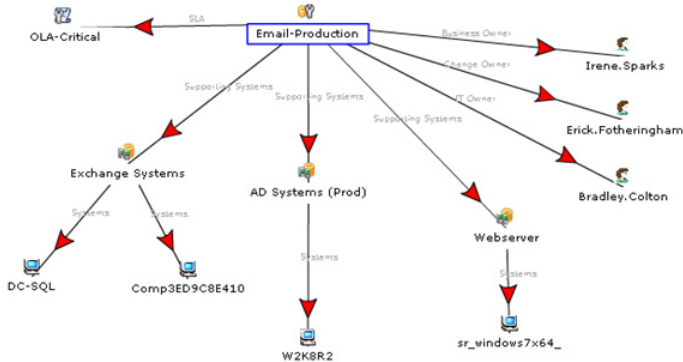 SLA
OLA-Critical
Email-Production
Business Owner
Irene.Sparks
Change Owner
Erick.Fotheringham
IT Owner
Bradley.Colton
Supporting Systems
Supporting Systems
Supporting Systems
Exchange Systems
AD Systems (Prod)
Webserver
Systems
Systems
Systems
Systems
DC-SQL
Comp3ED9C8E410
W2K8R2
sr_windows7x64_